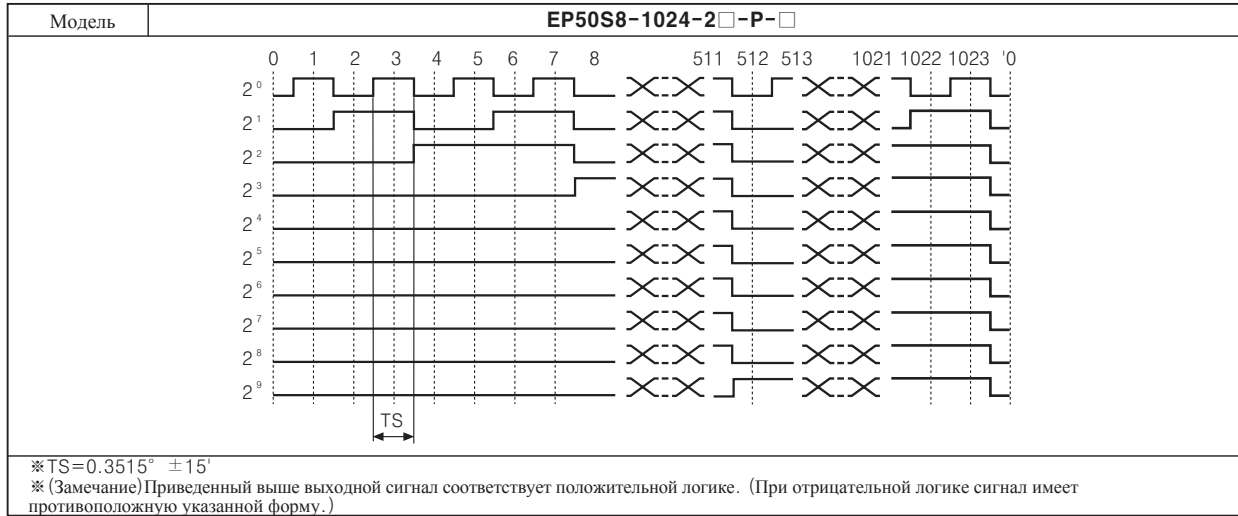 Модель EP50S8-1024-2□-P-□
0 1 2 3 4 5 6 7 8 511 512 513 1021 1022 1023 '0
2⁰
2¹
2²
2³
2⁴
2⁵
2⁶
2⁷
2⁸
2⁹
TS
※TS=0.3515° ±15'
※(Замечание)Приведенный выше выходной сигнал соответствует положительной логике. (При отрицательной логике сигнал имеет
противоположную указанной форму.)